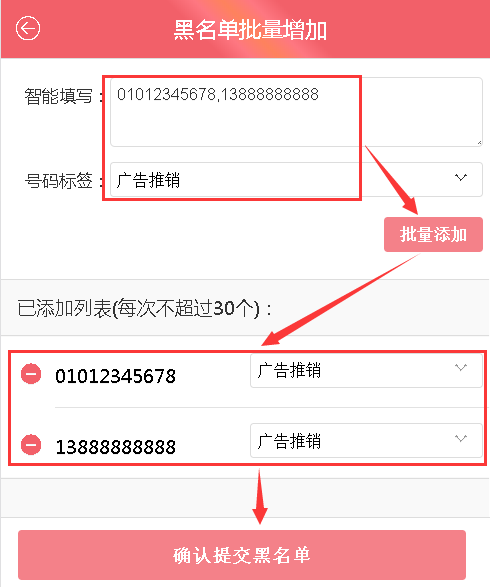 黑名单批量增加
智能填写：01012345678,13888888888
号码标签：广告推销
批量添加
已添加列表(每次不超过30个)：
01012345678 广告推销
13888888888 广告推销
确认提交黑名单